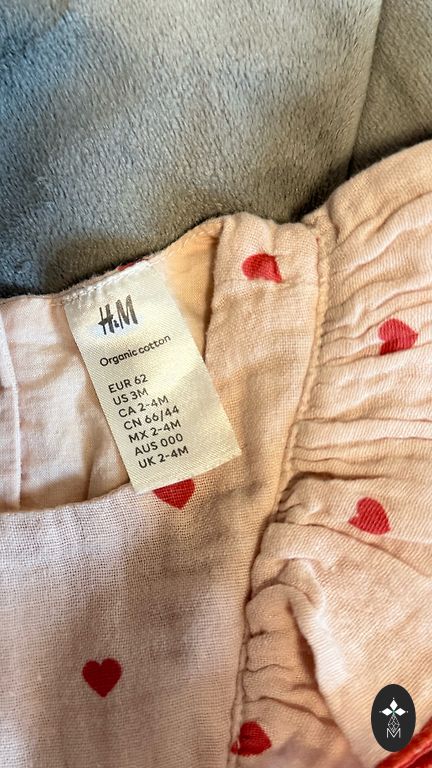 H&M
Organic cotton
EUR 62
US 3M
CA 2-4M
CN 66/44
MX 2-4M
AUS 000
UK 2-4M
M